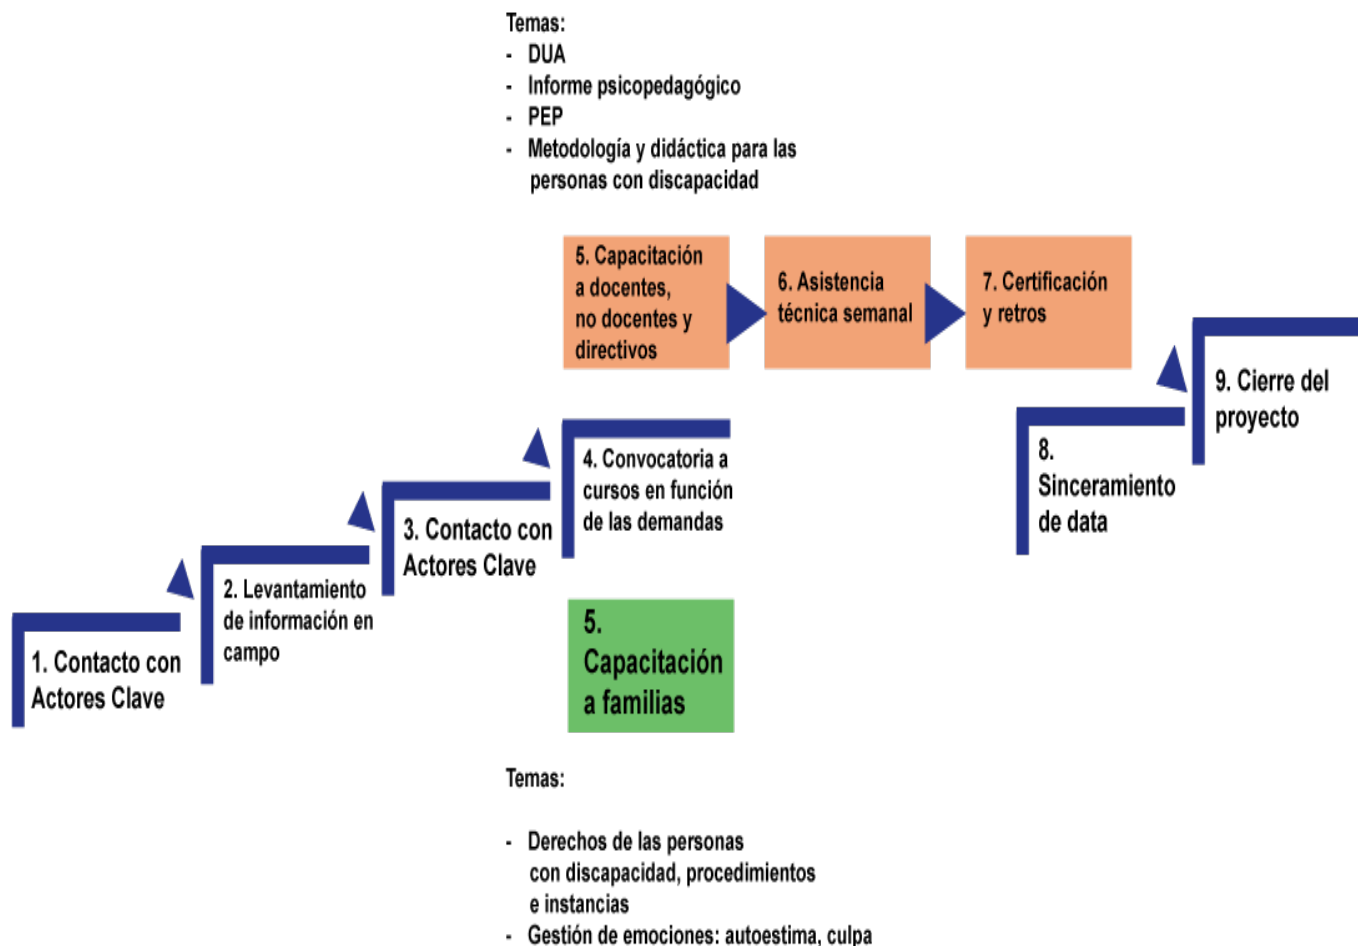 Temas:
- DUA
- Informe psicopedagógico
- PEP
- Metodología y didáctica para las
personas con discapacidad
5. Capacitación
a docentes,
no docentes y
directivos
6. Asistencia
técnica semanal
7. Certificación
y retros
9. Cierre del
proyecto
8.
Sinceramiento
de data
4. Convocatoria a
cursos en función
de las demandas
3. Contacto con
Actores Clave
2. Levantamiento
de información en
campo
1. Contacto con
Actores Clave
5.
Capacitación
a familias
Temas:
- Derechos de las personas
con discapacidad, procedimientos
e instancias
- Gestión de emociones: autoestima, culpa